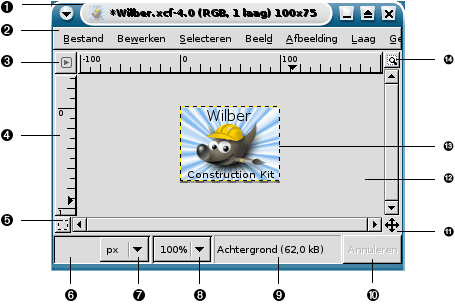 ❶ *Wilber.xcf-4.0 (RGB, 1 laag) 100x75
❷ Bestand Bewerken Selecteren Beeld Afbeelding Laag Ge
❸ -100 0 100 ⓮
❹ 0
Wilber
⓭
Construction Kit
⓬
1
❺ ⓫
px 100% Achtergrond (62,0 kB) Annuleren
❻ ❼ ❽ ❾ ❿